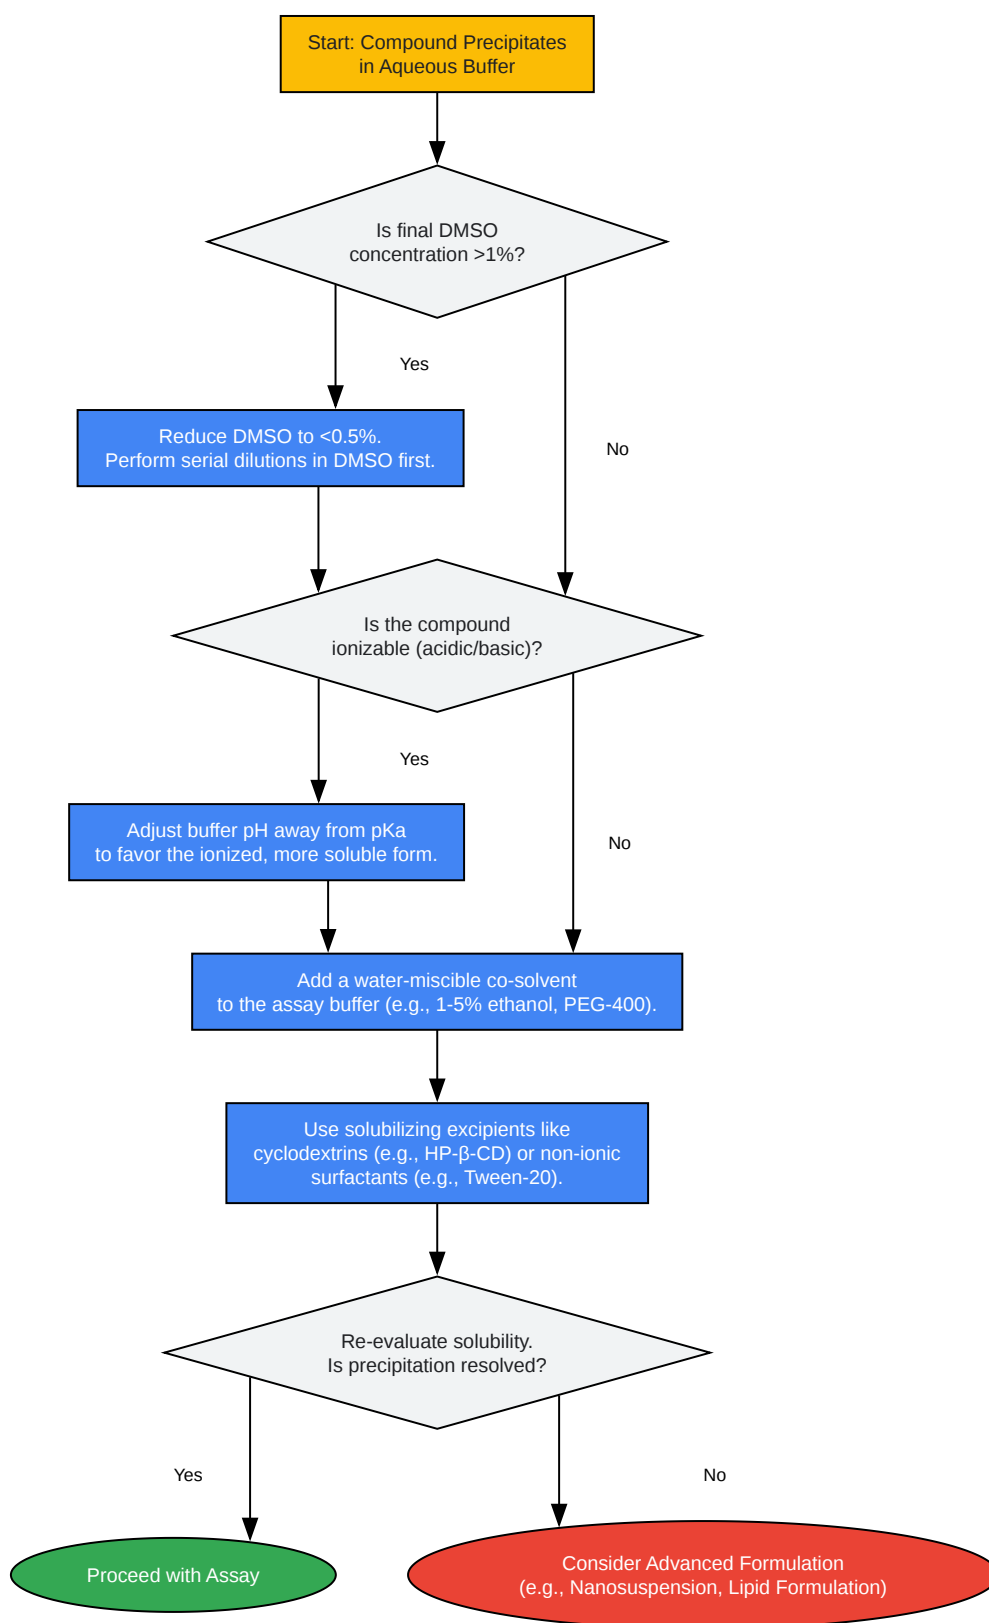 Start: Compound Precipitates
in Aqueous Buffer
Is final DMSO
concentration >1%?
Yes
Reduce DMSO to <0.5%.
Perform serial dilutions in DMSO first.
No
Is the compound
ionizable (acidic/basic)?
Yes
Adjust buffer pH away from pKa
to favor the ionized, more soluble form.
No
Add a water-miscible co-solvent
to the assay buffer (e.g., 1-5% ethanol, PEG-400).
Use solubilizing excipients like
cyclodextrins (e.g., HP-β-CD) or non-ionic
surfactants (e.g., Tween-20).
Re-evaluate solubility.
Is precipitation resolved?
Yes
No
Proceed with Assay
Consider Advanced Formulation
(e.g., Nanosuspension, Lipid Formulation)